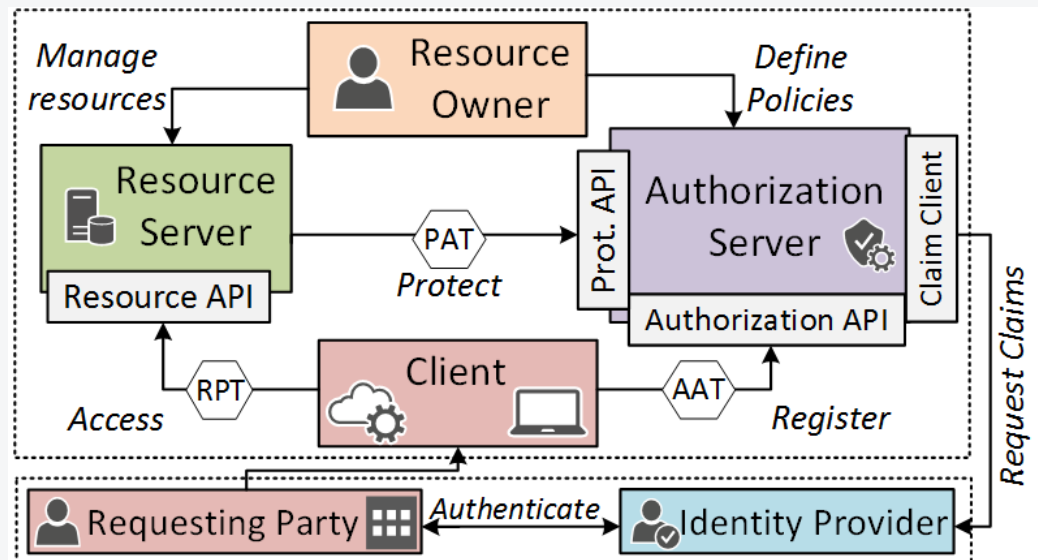 Manage
resources
Resource
Owner
Define
Policies
Resource
Server
Resource API
PAT
Protect
Prot. API
Authorization
Server
Claim Client
Authorization API
Request Claims
Client
RPT
Access
AAT
Register
Requesting Party
Authenticate
Identity Provider